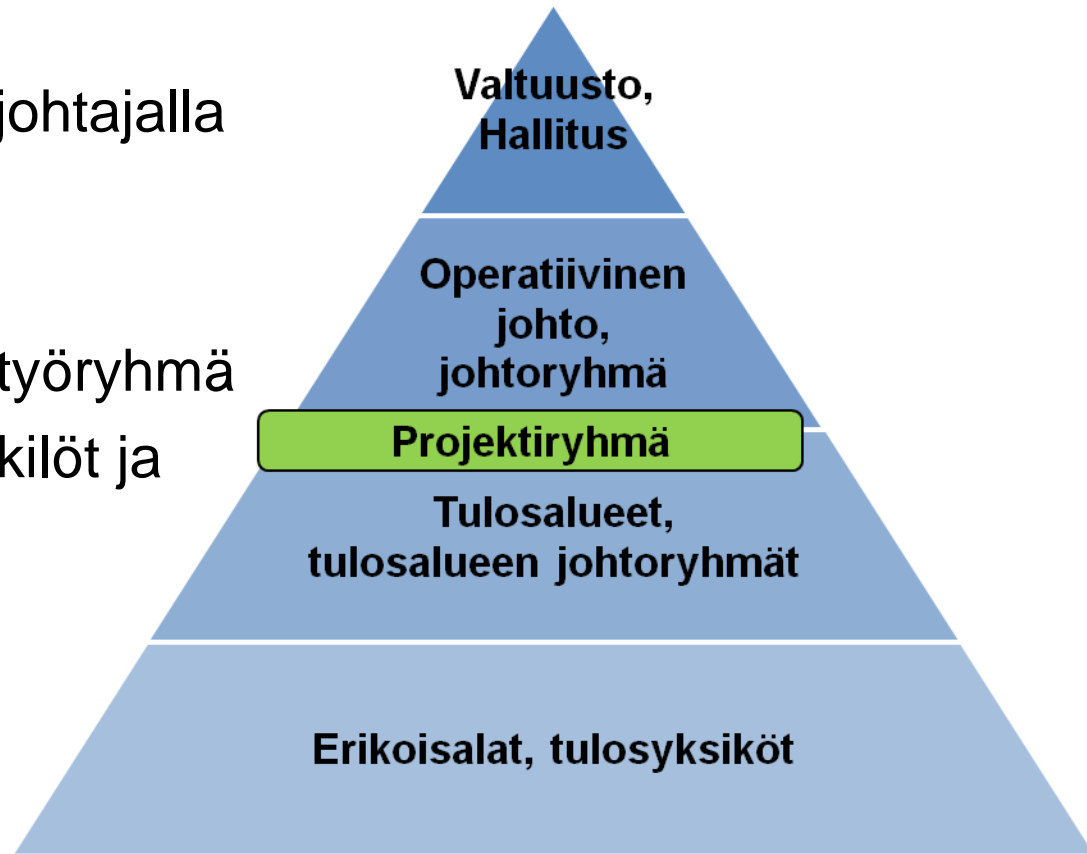 johtajalla
työryhmä
kilöt ja
Valtuusto,
Hallitus
Operatiivinen
johto,
johtoryhmä
Projektiryhmä
Tulosalueet,
tulosalueen johtoryhmät
Erikoisalat, tulosyksiköt